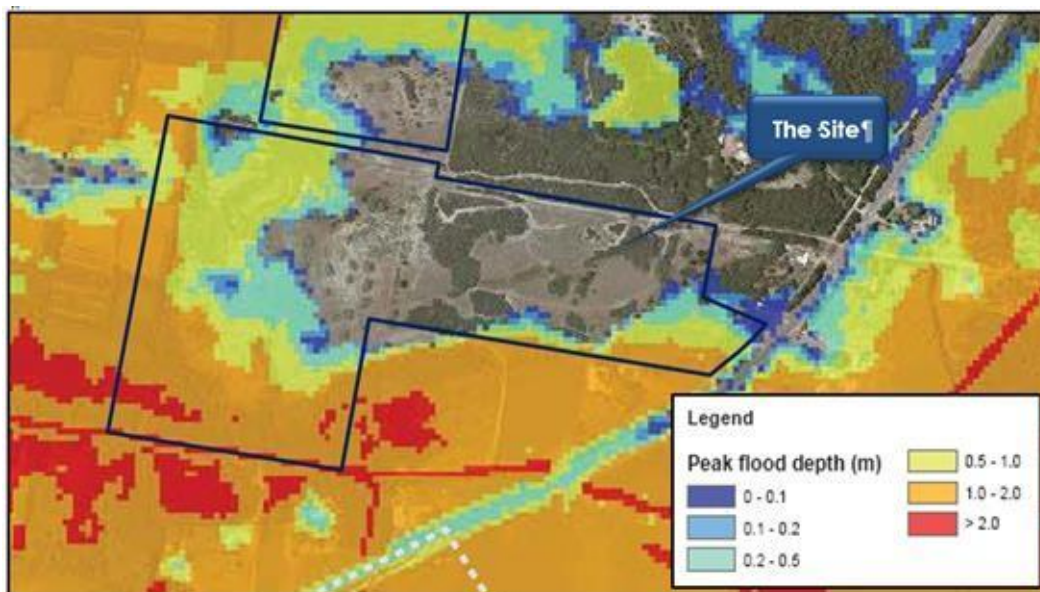 The Site¶
Legend
Peak flood depth (m)
0 - 0.1
0.1 - 0.2
0.2 - 0.5
0.5 - 1.0
1.0 - 2.0
> 2.0